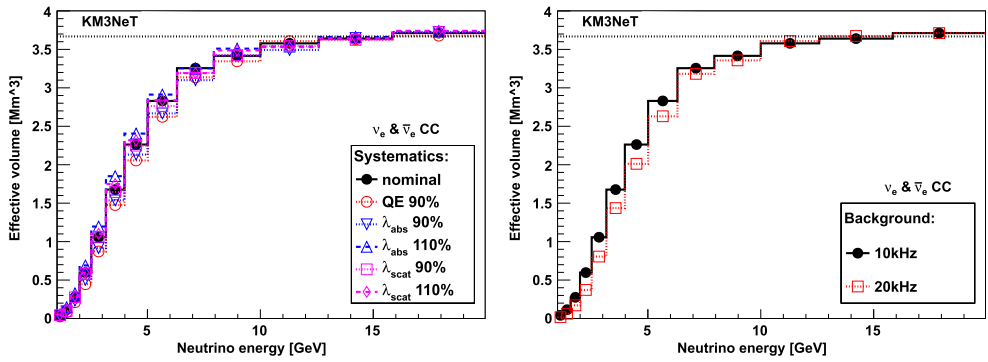 KM3NeT
Effective volume [Mm^3]
4
3.5
3
2.5
2
1.5
1
0.5
0
νe & ν̄e CC
Systematics:
nominal
QE 90%
λabs 90%
λabs 110%
λscat 90%
λscat 110%
5 10 15
Neutrino energy [GeV]
KM3NeT
Effective volume [Mm^3]
4
3.5
3
2.5
2
1.5
1
0.5
0
νe & ν̄e CC
Background:
10kHz
20kHz
5 10 15
Neutrino energy [GeV]